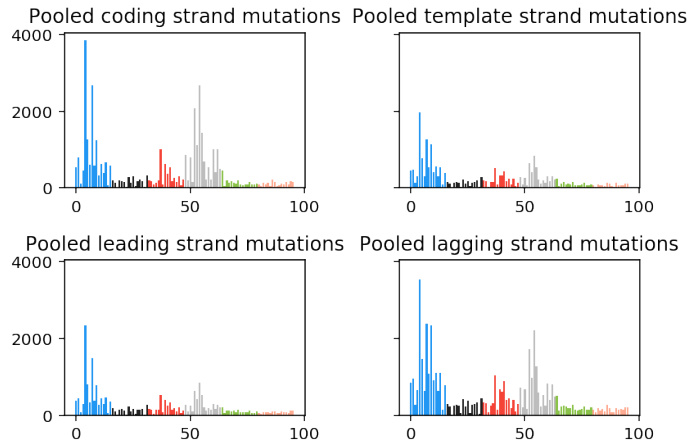 Pooled coding strand mutations Pooled template strand mutations
4000
2000
0
0 50 100 0 50 100
Pooled leading strand mutations Pooled lagging strand mutations
4000
2000
0
0 50 100 0 50 100